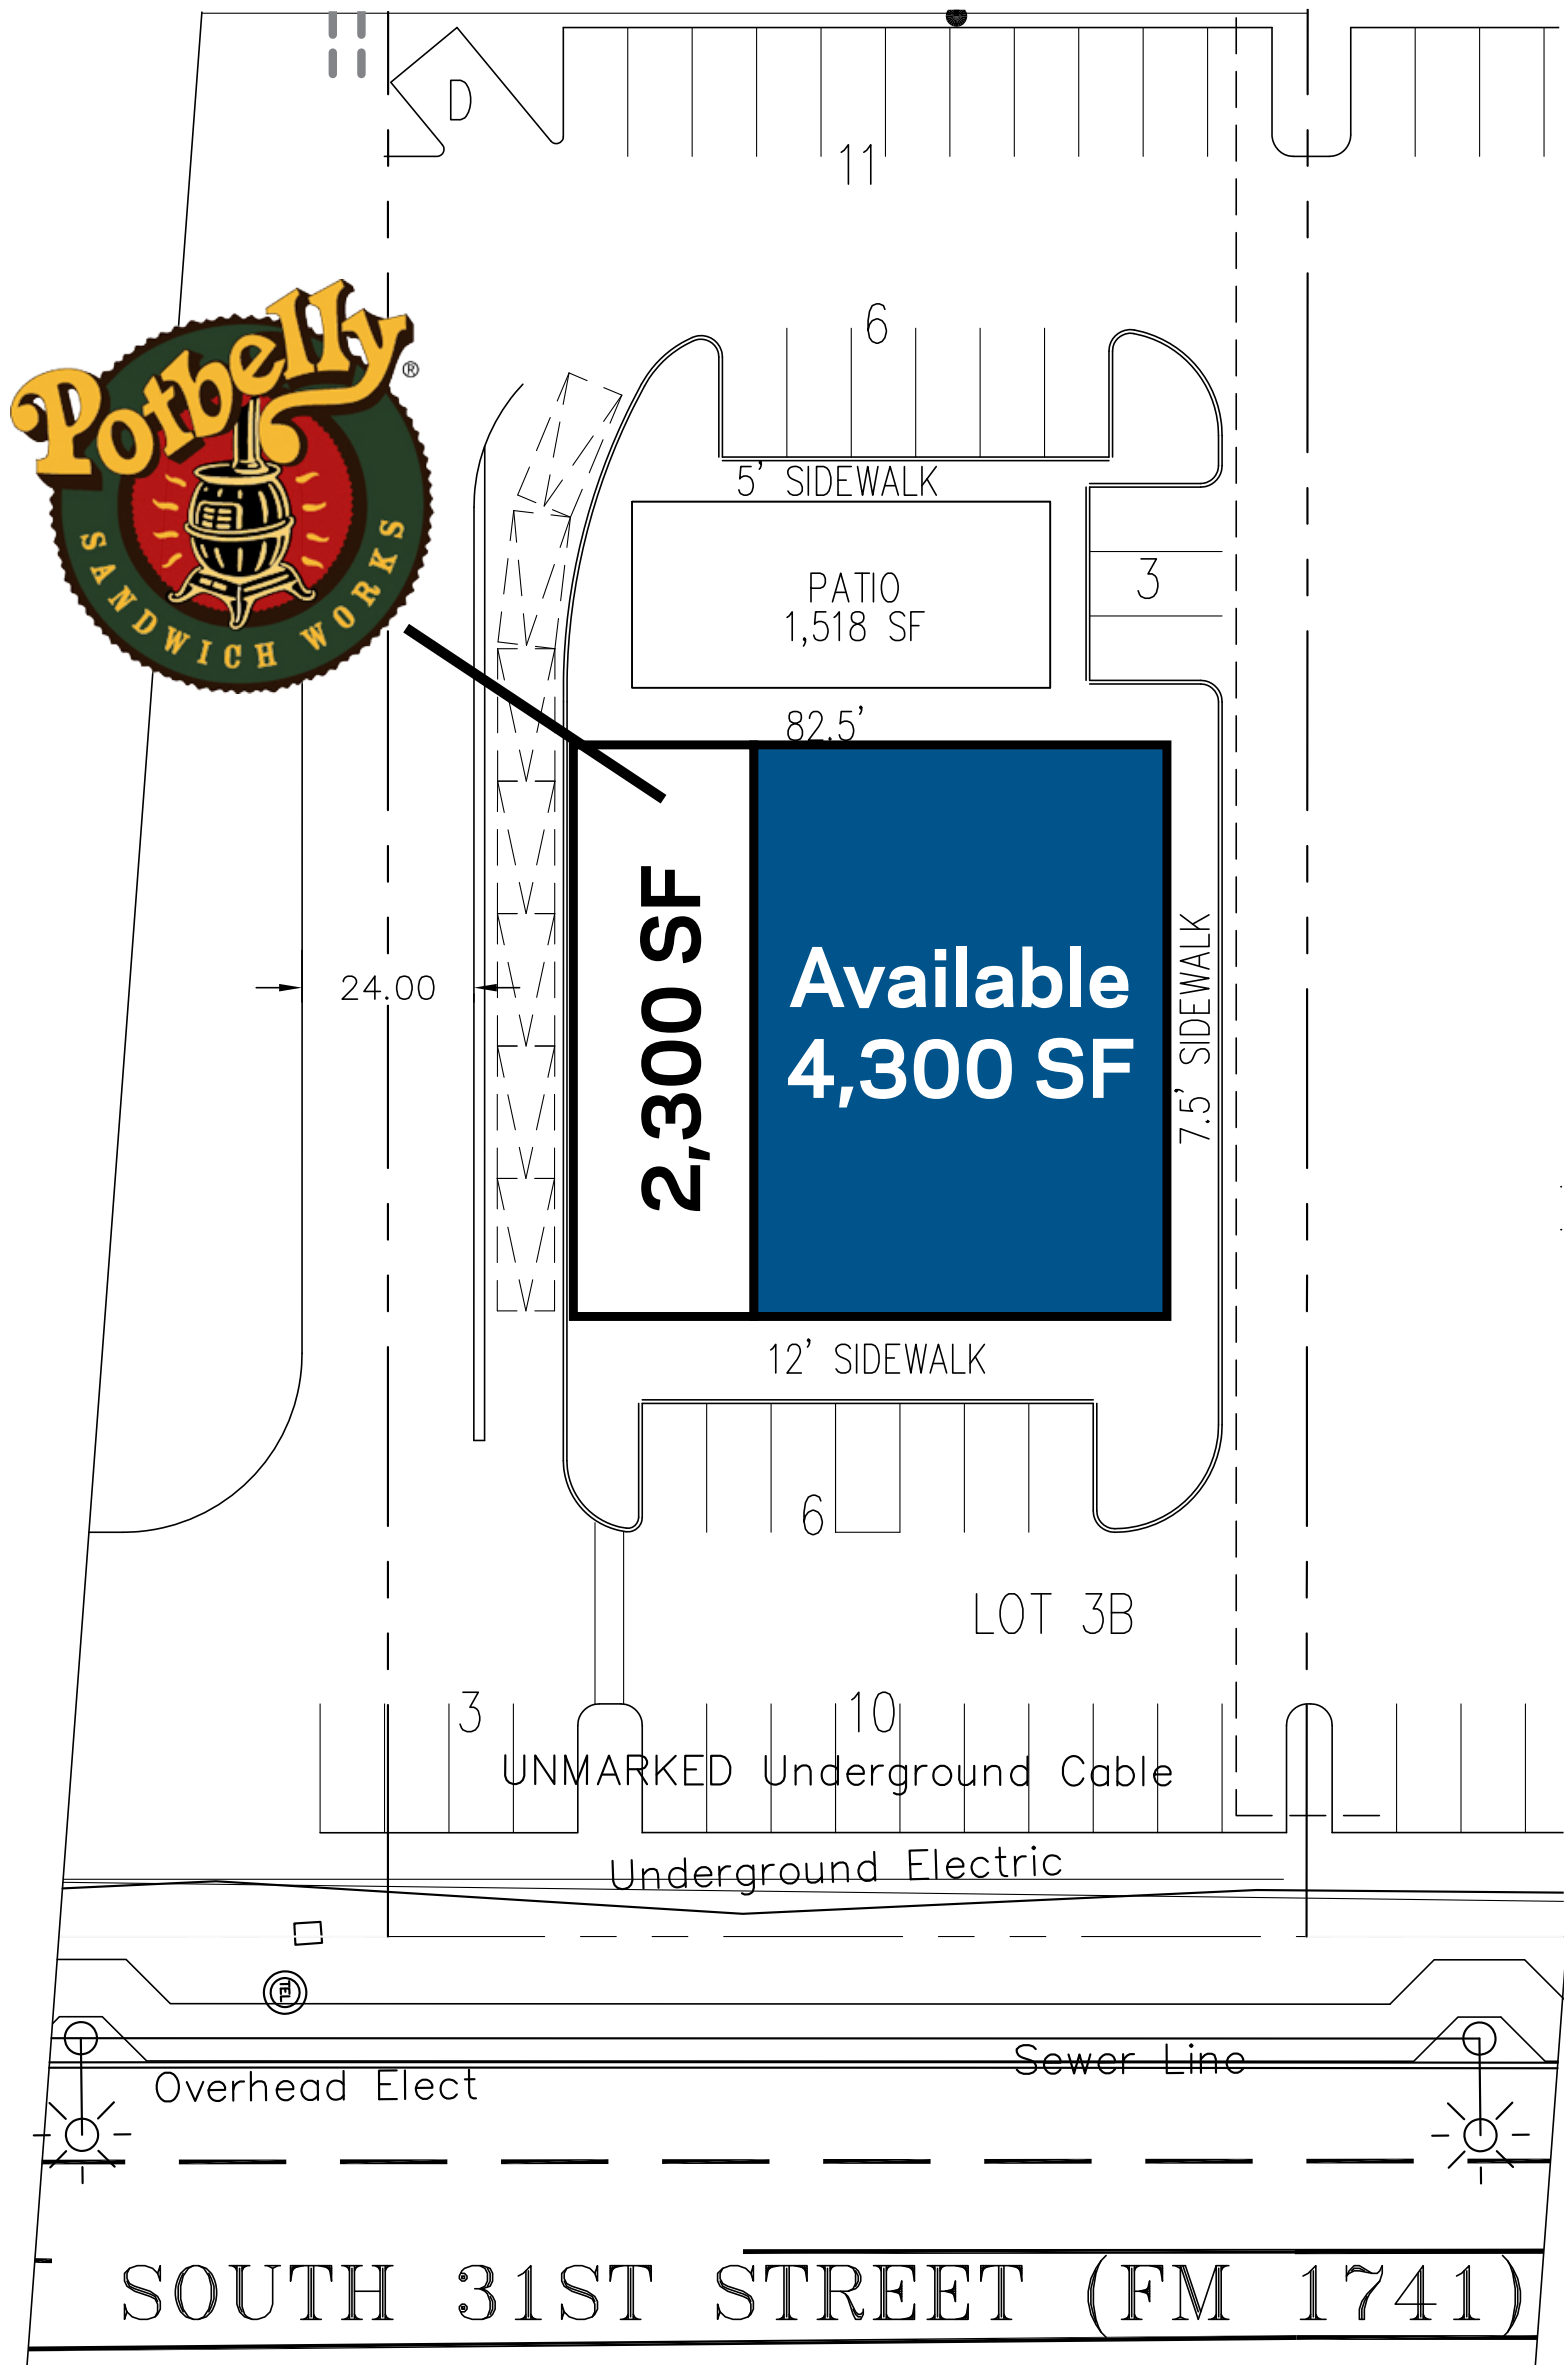 D
11
6
Potbelly®
SANDWICH WORKS
5' SIDEWALK
PATIO
1,518 SF
3
82.5'
2,300 SF
Available
4,300 SF
24.00
7.5' SIDEWALK
12' SIDEWALK
6
LOT 3B
3
10
UNMARKED Underground Cable
Underground Electric
TEL
Overhead Elect
Sewer Line
SOUTH 31ST STREET (FM 1741)